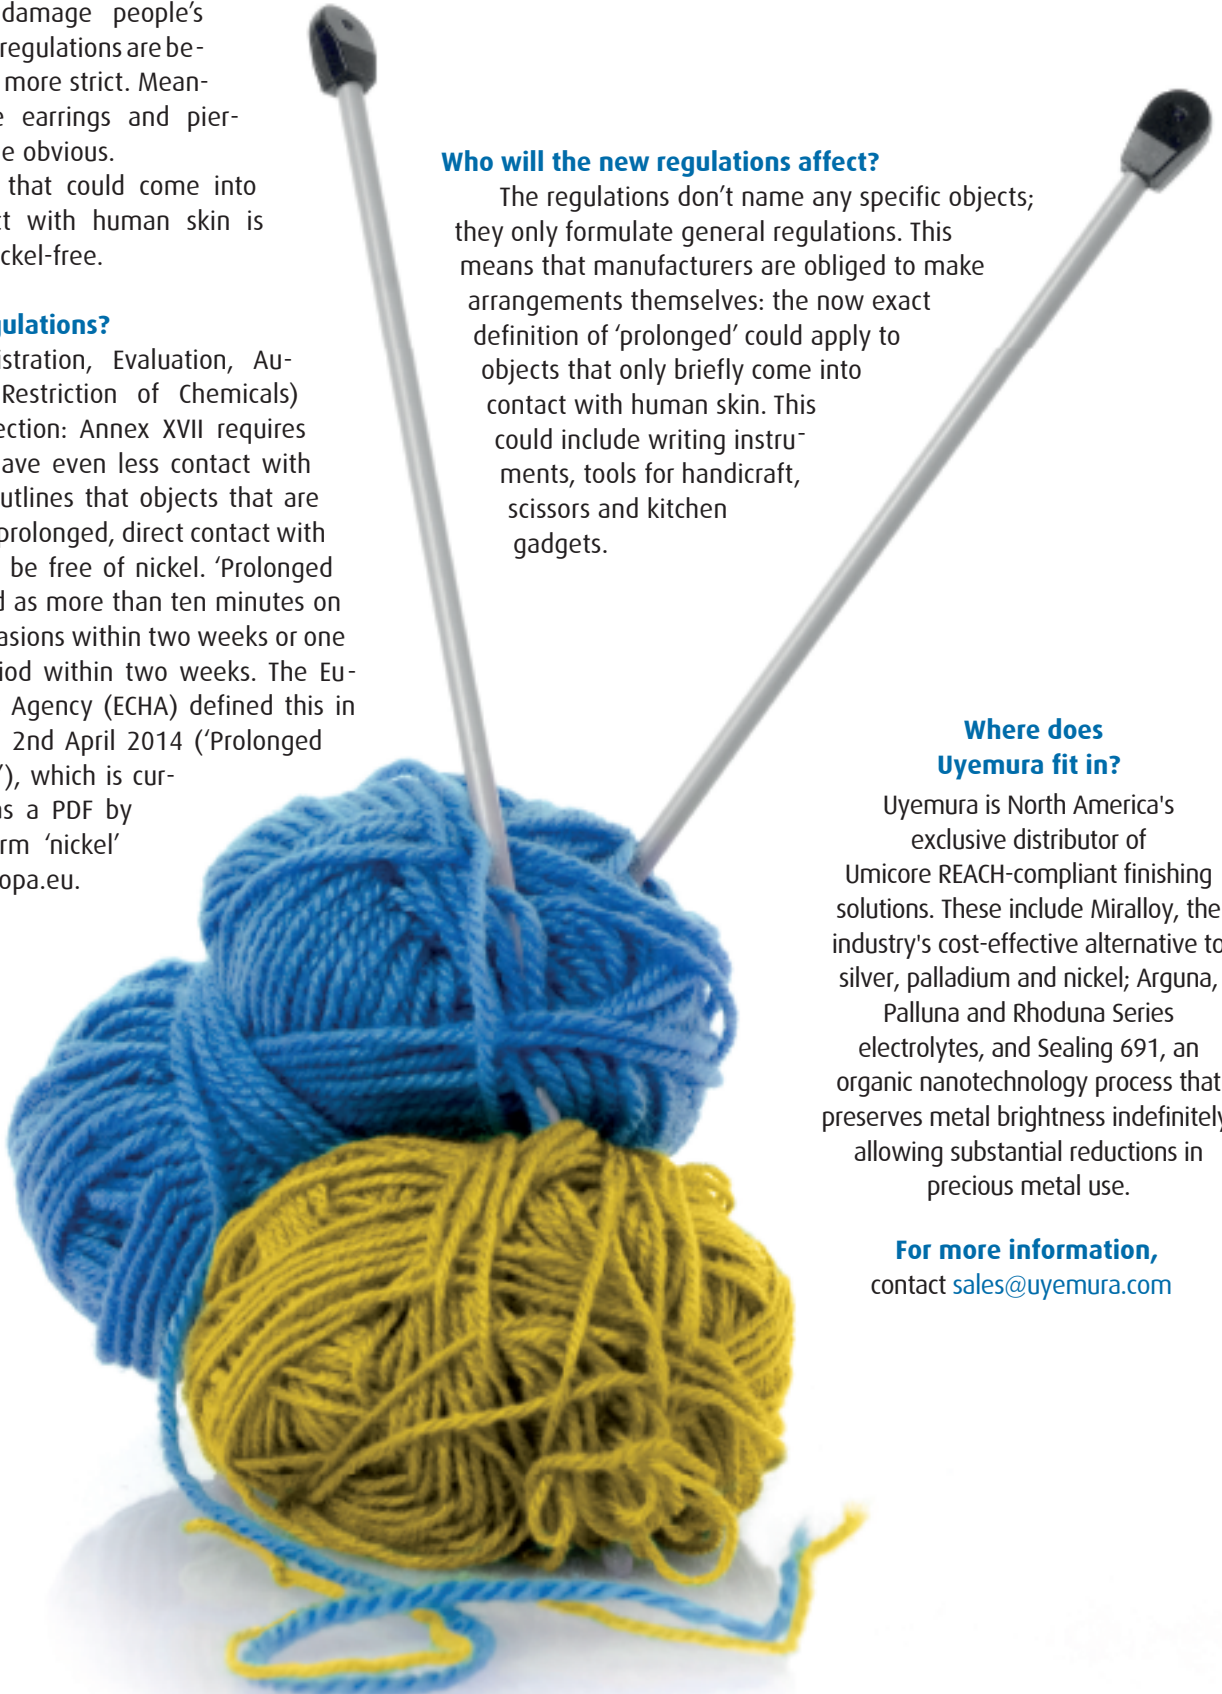 damage people's
regulations are be-
more strict. Mean-
earrings and pier-
obvious.
that could come into
with human skin is

istration, Evaluation, Au-
Restriction of Chemicals)
ection: Annex XVII requires
ave even less contact with
utlines that objects that are
prolonged, direct contact with
be free of nickel. ‘Prolonged
as more than ten minutes on
asions within two weeks or one
iod within two weeks. The Eu-
Agency (ECHA) defined this in
2nd April 2014 (‘Prolonged
’), which is cur-
as a PDF by
rm ‘nickel’
opa.eu.
Who will the new regulations affect?
The regulations don't name any specific objects;
they only formulate general regulations. This
means that manufacturers are obliged to make
arrangements themselves: the now exact
definition of ‘prolonged’ could apply to
objects that only briefly come into
contact with human skin. This
could include writing instru-
ments, tools for handicraft,
scissors and kitchen
gadgets.
Where does
Uyemura fit in?
Uyemura is North America's
exclusive distributor of
Umicore REACH-compliant finishing
solutions. These include Miralloy, the
industry's cost-effective alternative to
silver, palladium and nickel; Arguna,
Palluna and Rhoduna Series
electrolytes, and Sealing 691, an
organic nanotechnology process that
preserves metal brightness indefinitely
allowing substantial reductions in
precious metal use.
For more information,
contact sales@uyemura.com